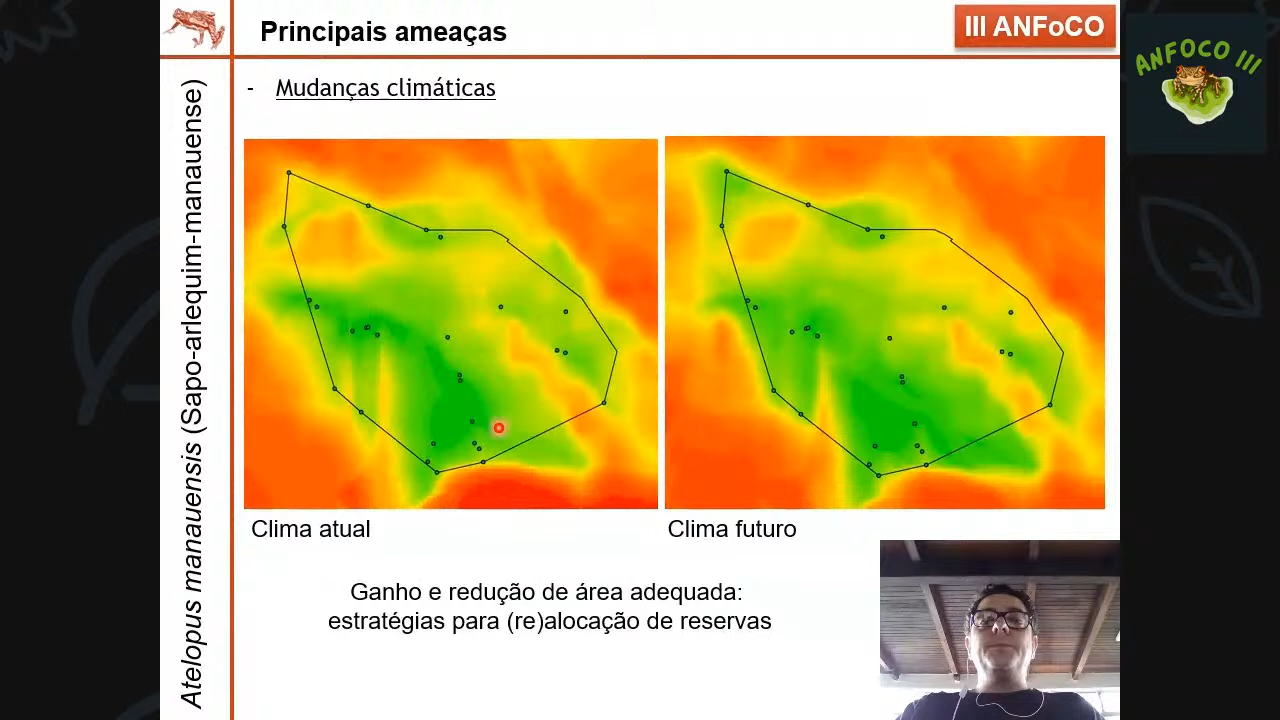 Principais ameaças
III ANFoCO
ANFOCO III
- Mudanças climáticas
Atelopus manauensis (Sapo-arlequim-manauense)
Clima atual
Clima futuro
Ganho e redução de área adequada:
estratégias para (re)alocação de reservas